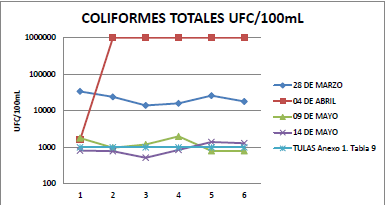 COLIFORMES TOTALES UFC/100mL
1000000
100000
10000
1000
100
UFC/100mL
1 2 3 4 5 6
28 DE MARZO
04 DE ABRIL
09 DE MAYO
14 DE MAYO
TULAS Anexo 1. Tabla 9